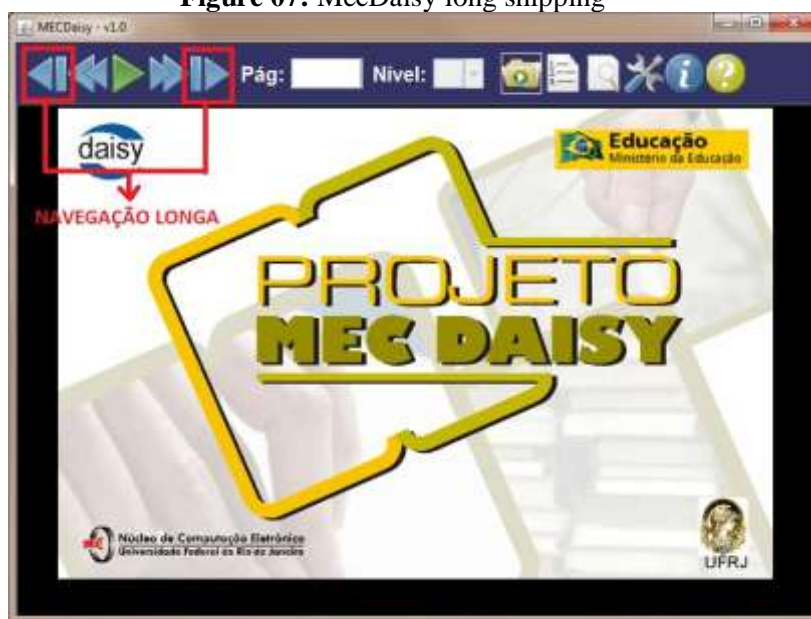 Figure 07: MecDaisy long shipping
MECDaisy - v1.0
Pág: Nível:
daisy
Educação
Ministério da Educação
NAVEGAÇÃO LONGA
PROJETO
MEC DAISY
Núcleo de Computação Eletrônica
Universidade Federal do Rio de Janeiro
UFRJ